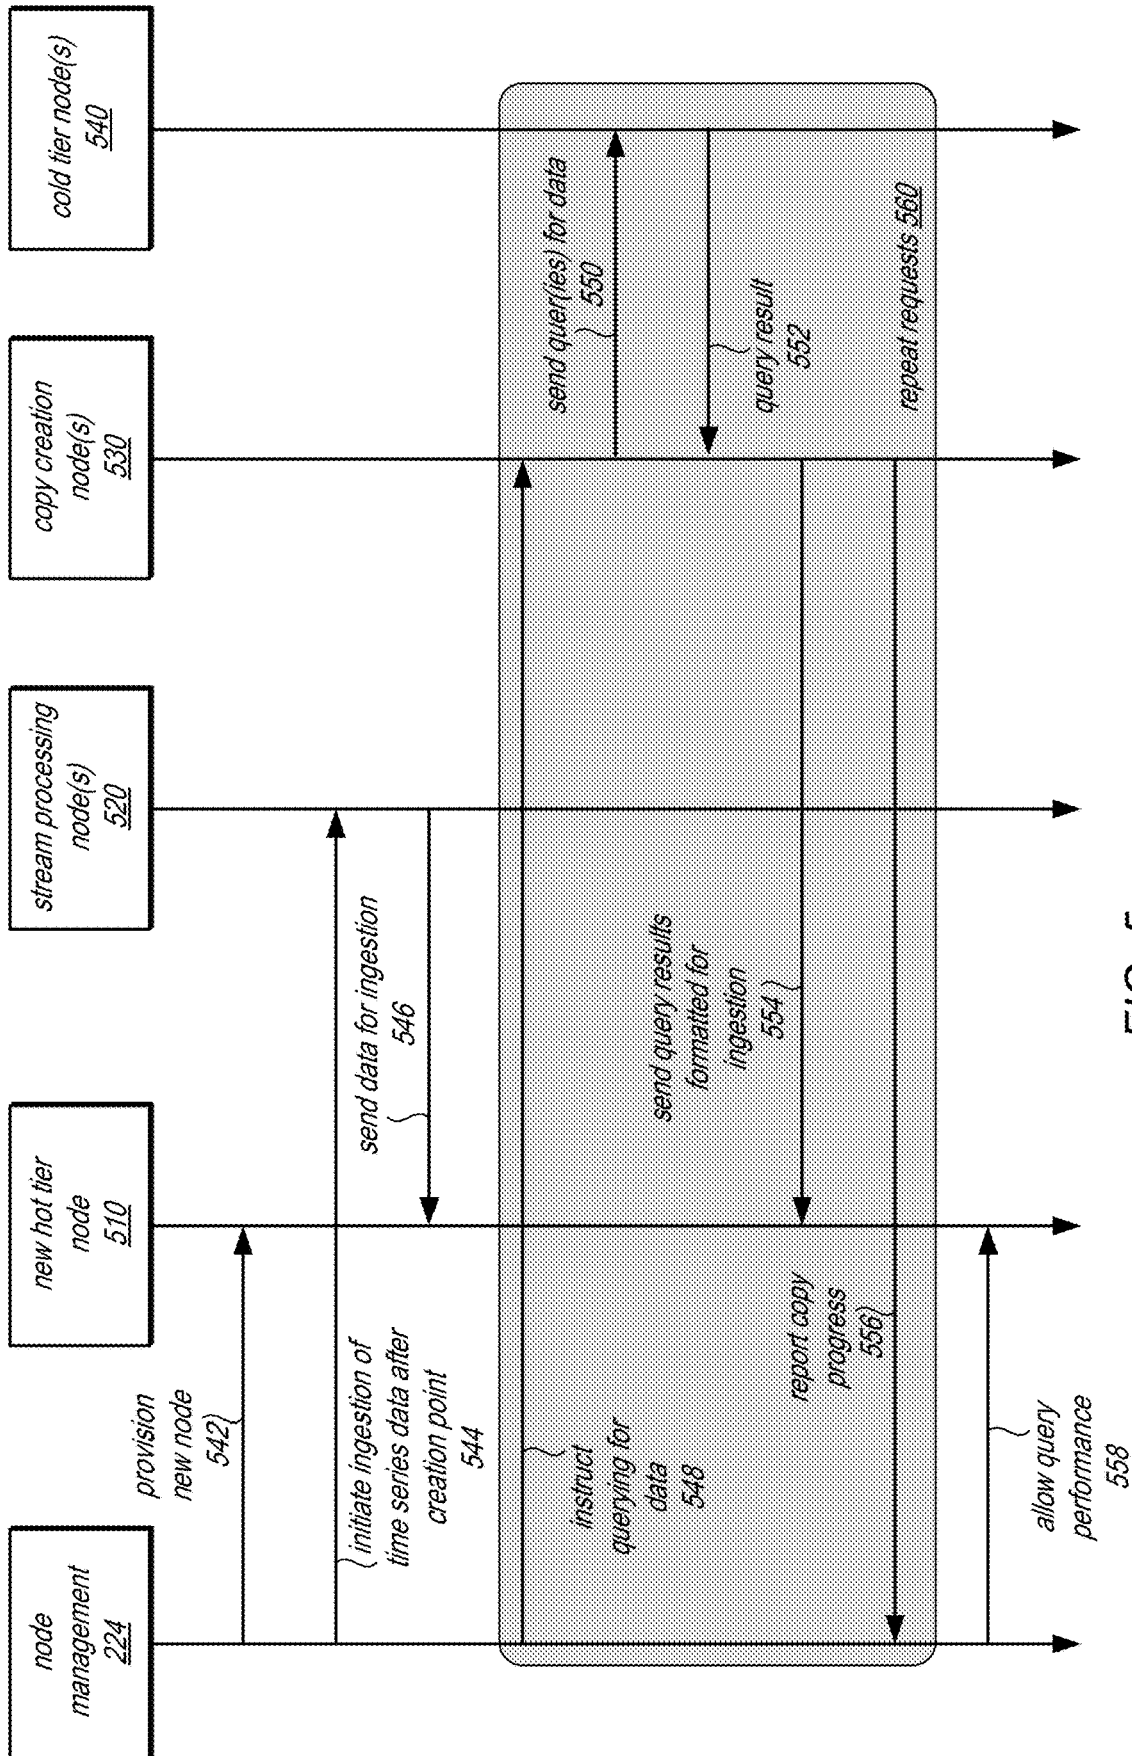 node
management
224
new hot tier
node
510
stream processing
node(s)
520
copy creation
node(s)
530
cold tier node(s)
540
provision
new node
542
initiate ingestion of
time series data after
creation point
544
send data for ingestion
546
instruct
querying for
data
548
send quer(ies) for data
550
query result
552
send query results
formatted for
ingestion
554
report copy
progress
556
repeat requests 560
allow query
performance
558